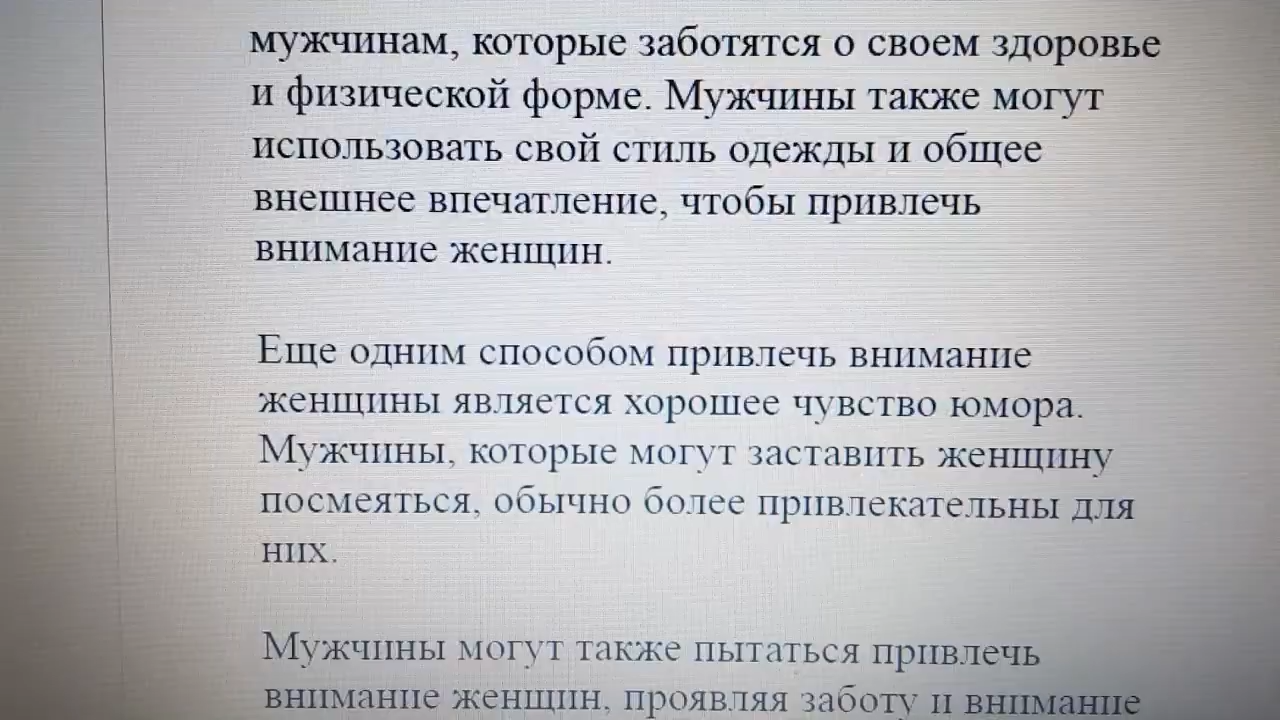 мужчинам, которые заботятся о своем здоровье
и физической форме. Мужчины также могут
использовать свой стиль одежды и общее
внешнее впечатление, чтобы привлечь
внимание женщин.
Еще одним способом привлечь внимание
женщины является хорошее чувство юмора.
Мужчины, которые могут заставить женщину
посмеяться, обычно более привлекательны для
них.
Мужчины могут также пытаться привлечь
внимание женщин, проявляя заботу и внимание